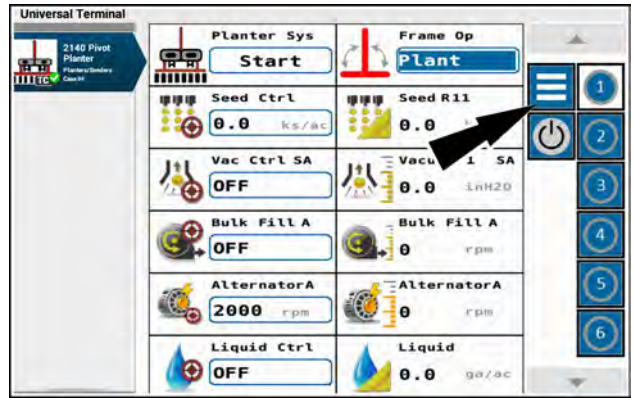 Universal Terminal
2140 Pivot
Planter
Planters/Seeders
Case IH
TC
Planter Sys
Start
Frame Op
Plant
Seed Ctrl
0.0 ks/ac
Seed R11
0.0
Vac Ctrl SA
OFF
1 SA
0.0 inH2O
Bulk Fill A
OFF
Bulk Fill A
0 rpm
AlternatorA
2000 rpm
AlternatorA
0 rpm
Liquid Ctrl
OFF
Liquid
0.0 ga/ac
1
2
3
4
5
6